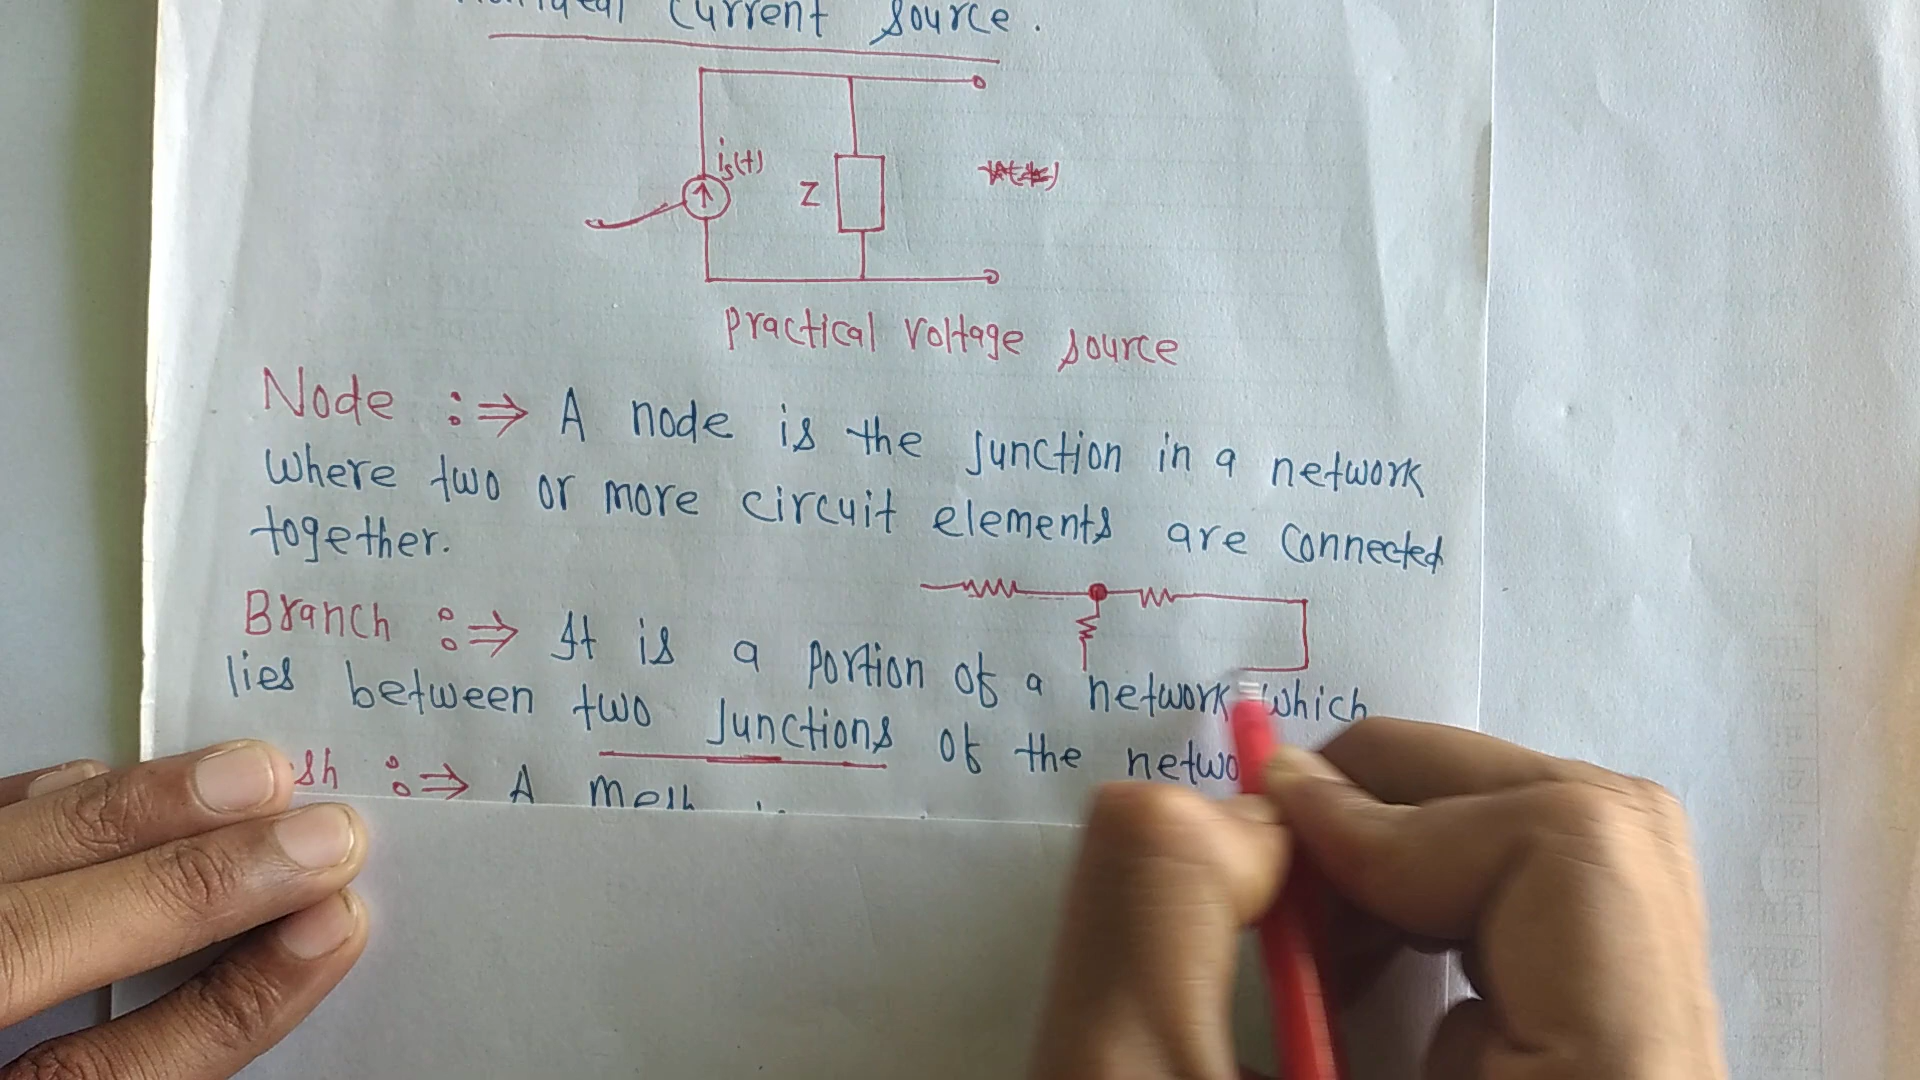 Current Source.
is(t)
Z
Practical Voltage Source
Node :⇒ A node is the Junction in a network
where two or more circuit elements are Connected
together.
Branch :⇒ It is a Portion of a network which
lies between two Junctions of the netwo
sh :⇒ A Mesh